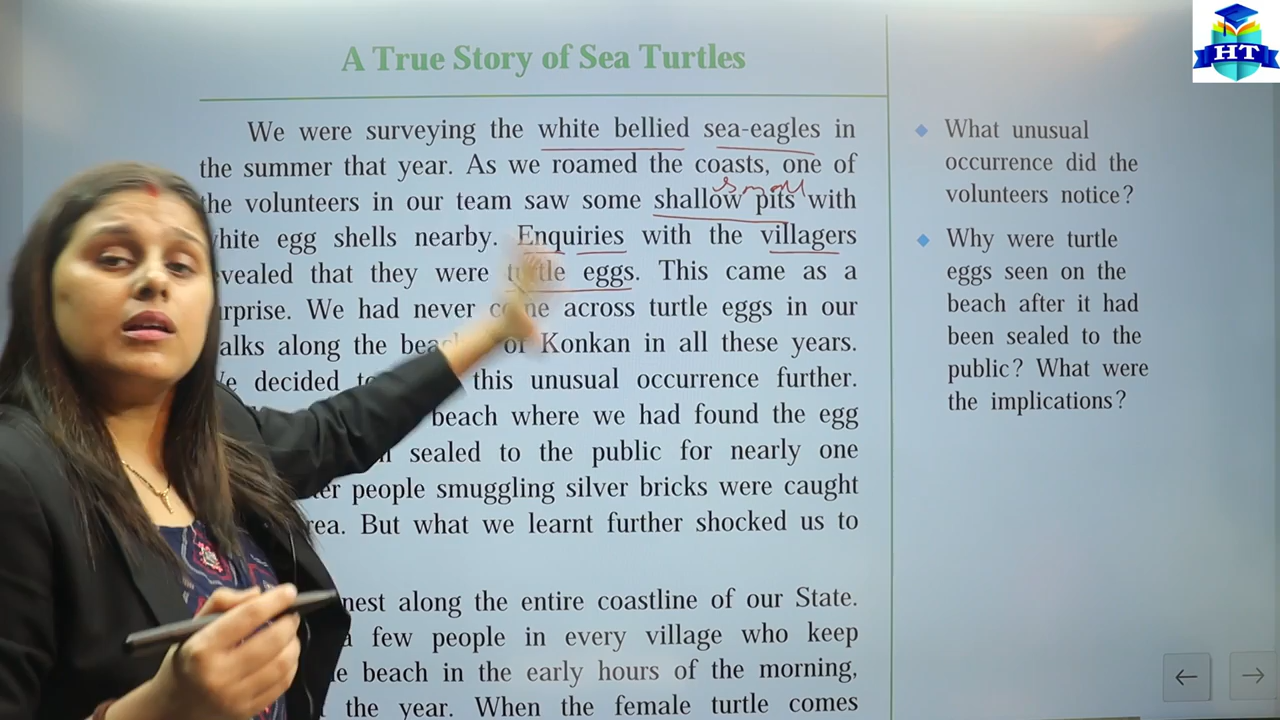 A True Story of Sea Turtles
HT
We were surveying the white bellied sea-eagles in
the summer that year. As we roamed the coasts, one of
small
the volunteers in our team saw some shallow pits with
white egg shells nearby. Enquiries with the villagers
revealed that they were turtle eggs. This came as a
surprise. We had never come across turtle eggs in our
walks along the beaches of Konkan in all these years.
We decided this unusual occurrence further.
beach where we had found the egg
sealed to the public for nearly one
people smuggling silver bricks were caught
But what we learnt further shocked us to
nest along the entire coastline of our State.
a few people in every village who keep
beach in the early hours of the morning,
the year. When the female turtle comes
What unusual
occurrence did the
volunteers notice?
Why were turtle
eggs seen on the
beach after it had
been sealed to the
public? What were
the implications?